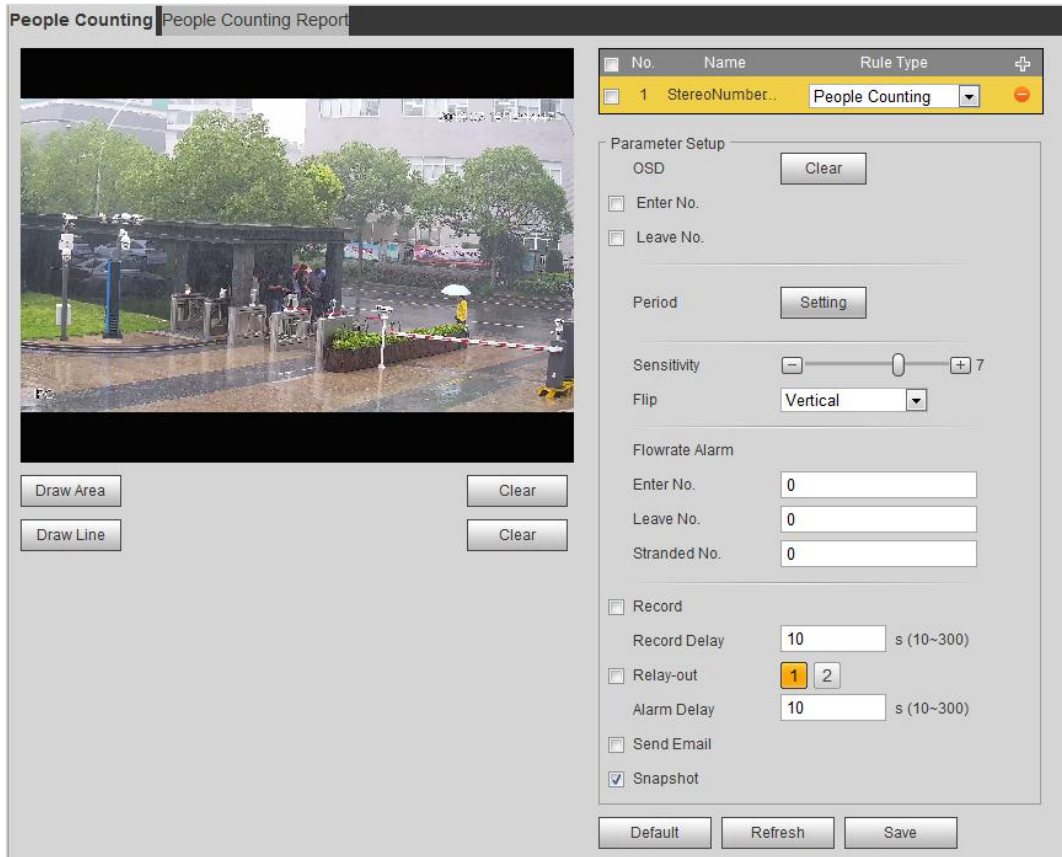 People Counting People Counting Report
No. Name Rule Type
1 StereoNumber... People Counting
Parameter Setup
OSD Clear
Enter No.
Leave No.
Period Setting
Sensitivity 7
Flip Vertical
Flowrate Alarm
Enter No. 0
Leave No. 0
Stranded No. 0
Record
Record Delay 10 s (10~300)
Relay-out 1 2
Alarm Delay 10 s (10~300)
Send Email
Snapshot
Default Refresh Save
Draw Area Clear
Draw Line Clear